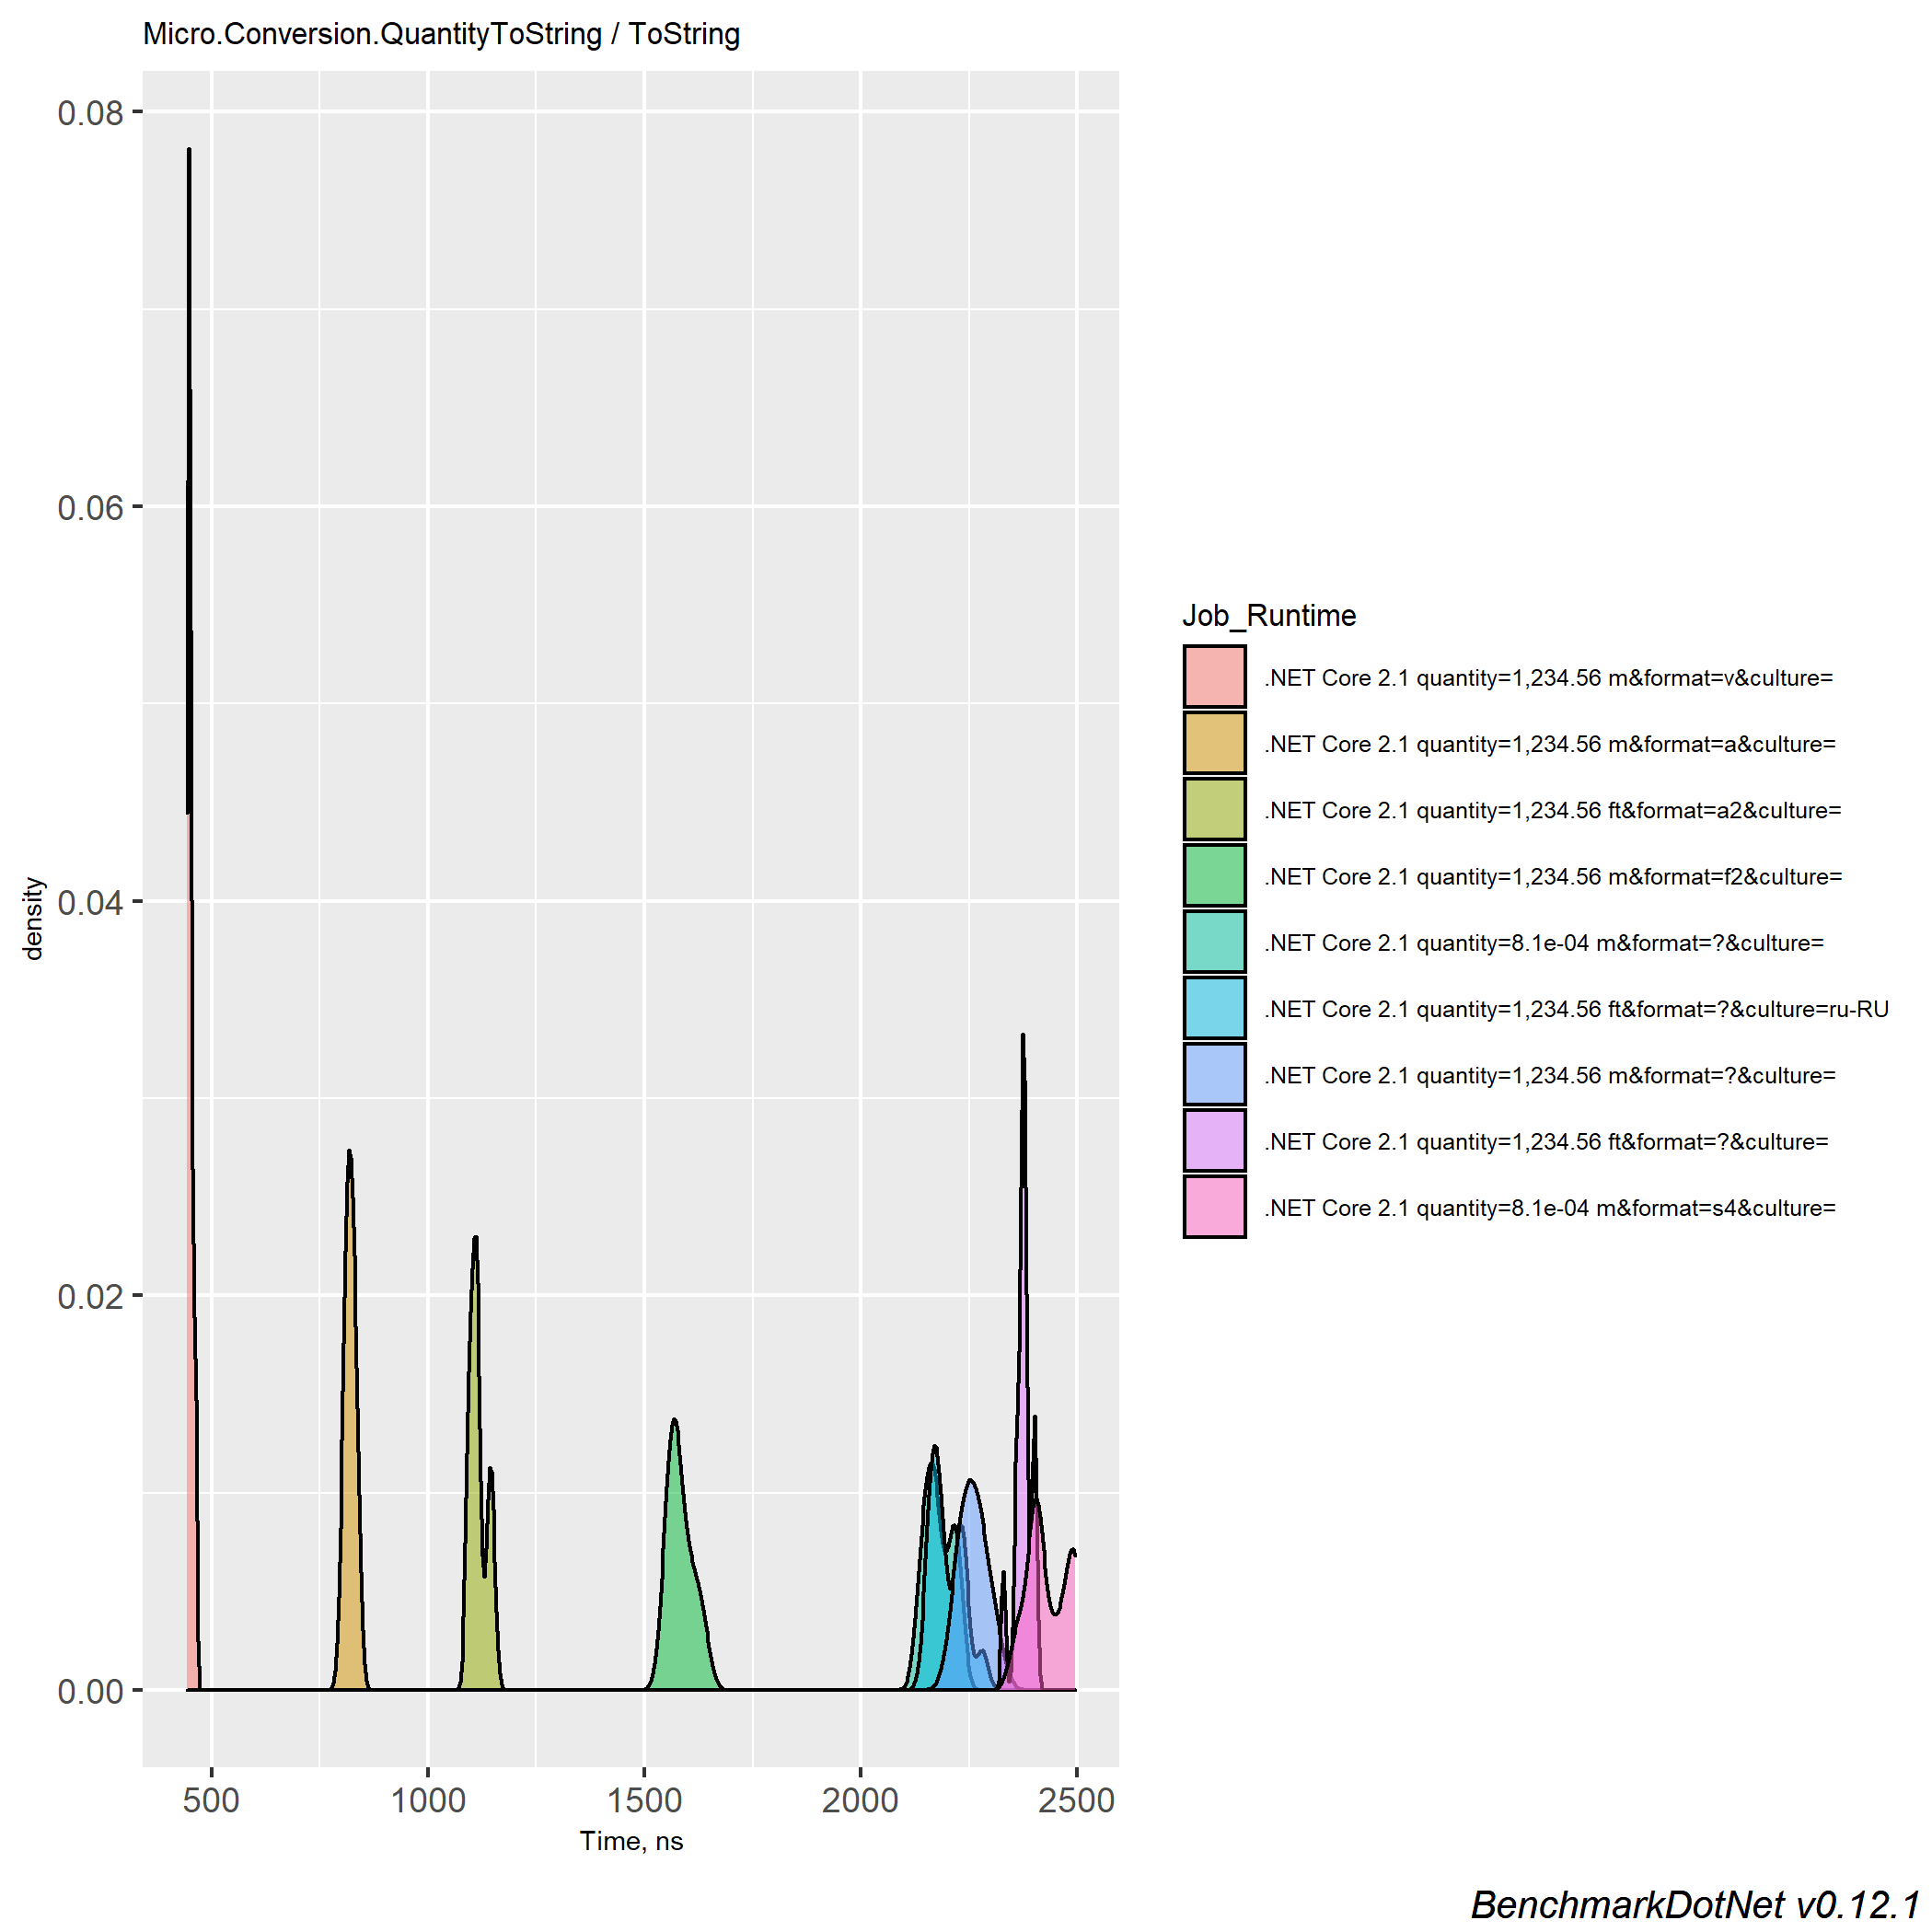 Micro.Conversion.QuantityToString / ToString
0.08
0.06
0.04
0.02
0.00
density
500 1000 1500 2000 2500
Time, ns
Job_Runtime
.NET Core 2.1 quantity=1,234.56 m&format=v&culture=
.NET Core 2.1 quantity=1,234.56 m&format=a&culture=
.NET Core 2.1 quantity=1,234.56 ft&format=a2&culture=
.NET Core 2.1 quantity=1,234.56 m&format=f2&culture=
.NET Core 2.1 quantity=8.1e-04 m&format=?&culture=
.NET Core 2.1 quantity=1,234.56 ft&format=?&culture=ru-RU
.NET Core 2.1 quantity=1,234.56 m&format=?&culture=
.NET Core 2.1 quantity=1,234.56 ft&format=?&culture=
.NET Core 2.1 quantity=8.1e-04 m&format=s4&culture=
BenchmarkDotNet v0.12.1